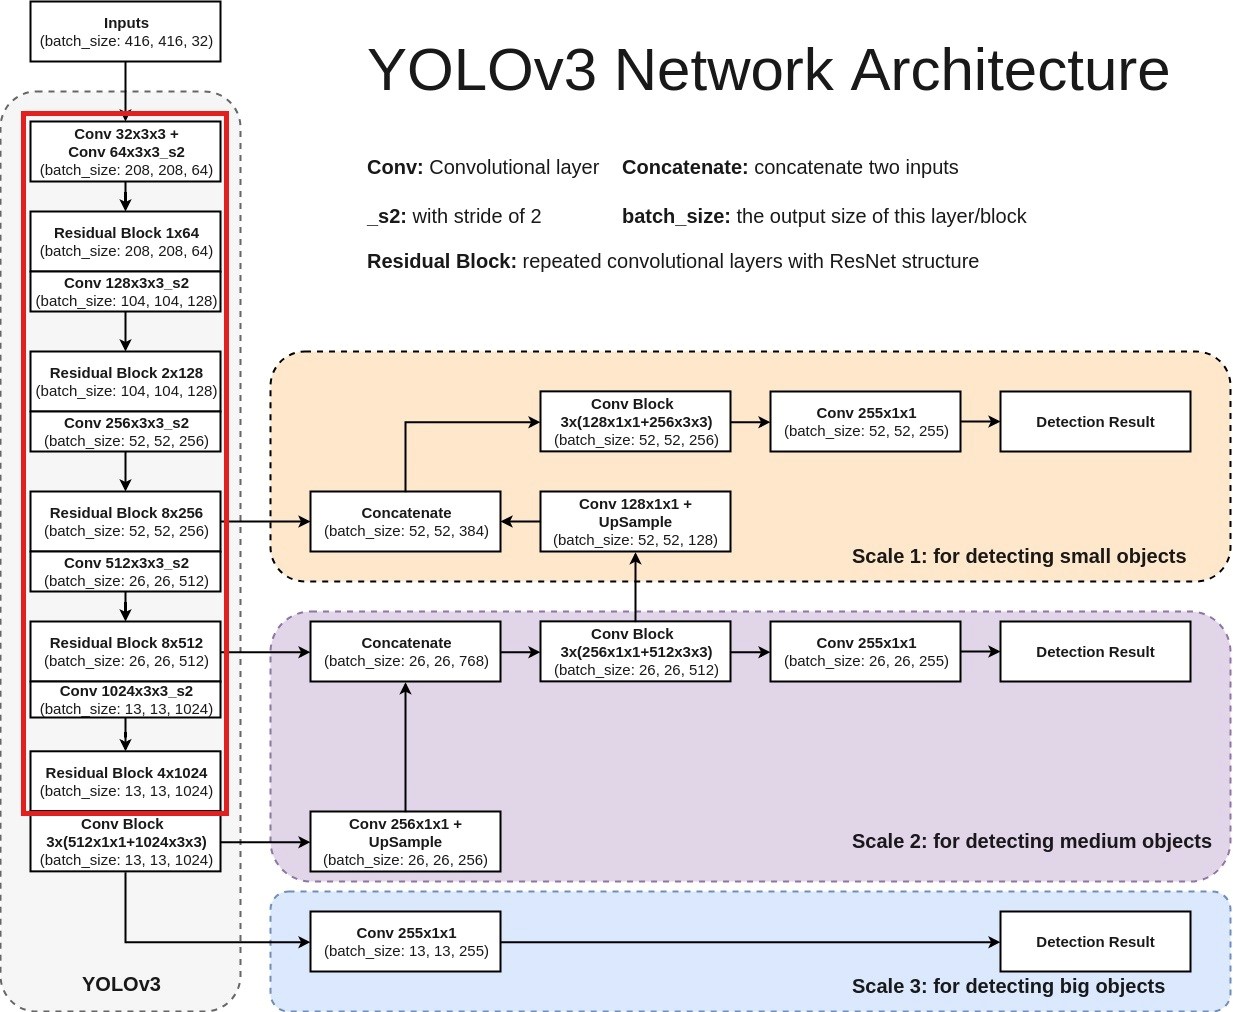 Inputs
(batch_size: 416, 416, 32)
YOLOv3 Network Architecture
Conv 32x3x3 +
Conv 64x3x3_s2
(batch_size: 208, 208, 64)
Conv: Convolutional layer
Concatenate: concatenate two inputs
_s2: with stride of 2
batch_size: the output size of this layer/block
Residual Block: repeated convolutional layers with ResNet structure
Residual Block 1x64
(batch_size: 208, 208, 64)
Conv 128x3x3_s2
(batch_size: 104, 104, 128)
Residual Block 2x128
(batch_size: 104, 104, 128)
Conv 256x3x3_s2
(batch_size: 52, 52, 256)
Residual Block 8x256
(batch_size: 52, 52, 256)
Conv 512x3x3_s2
(batch_size: 26, 26, 512)
Residual Block 8x512
(batch_size: 26, 26, 512)
Conv 1024x3x3_s2
(batch_size: 13, 13, 1024)
Residual Block 4x1024
(batch_size: 13, 13, 1024)
Conv Block
3x(512x1x1+1024x3x3)
(batch_size: 13, 13, 1024)
YOLOv3
Conv Block
3x(128x1x1+256x3x3)
(batch_size: 52, 52, 256)
Conv 255x1x1
(batch_size: 52, 52, 255)
Detection Result
Concatenate
(batch_size: 52, 52, 384)
Conv 128x1x1 +
UpSample
(batch_size: 52, 52, 128)
Scale 1: for detecting small objects
Concatenate
(batch_size: 26, 26, 768)
Conv Block
3x(256x1x1+512x3x3)
(batch_size: 26, 26, 512)
Conv 255x1x1
(batch_size: 26, 26, 255)
Detection Result
Conv 256x1x1 +
UpSample
(batch_size: 26, 26, 256)
Scale 2: for detecting medium objects
Conv 255x1x1
(batch_size: 13, 13, 255)
Detection Result
Scale 3: for detecting big objects